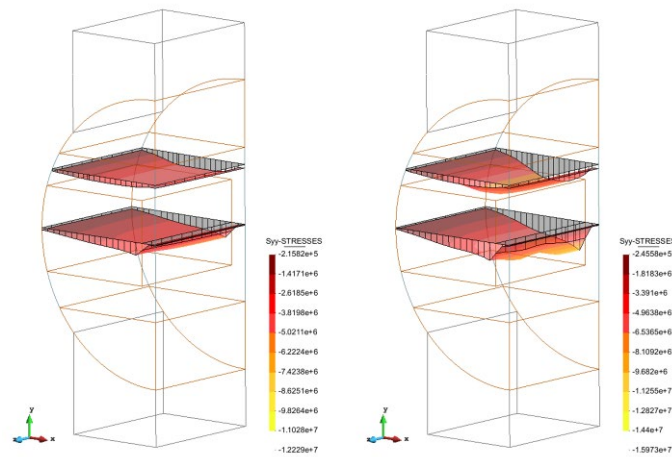 Syy-STRESSES
-2.1582e+5
-1.4171e+6
-2.6185e+6
-3.8198e+6
-5.0211e+6
-6.2224e+6
-7.4238e+6
-8.6251e+6
-9.8264e+6
-1.1028e+7
-1.2229e+7
y
z
x
Syy-STRESSES
-2.4558e+5
-1.8183e+6
-3.391e+6
-4.9638e+6
-6.5365e+6
-8.1092e+6
-9.682e+6
-1.1255e+7
-1.2827e+7
-1.44e+7
-1.5973e+7
y
z
x